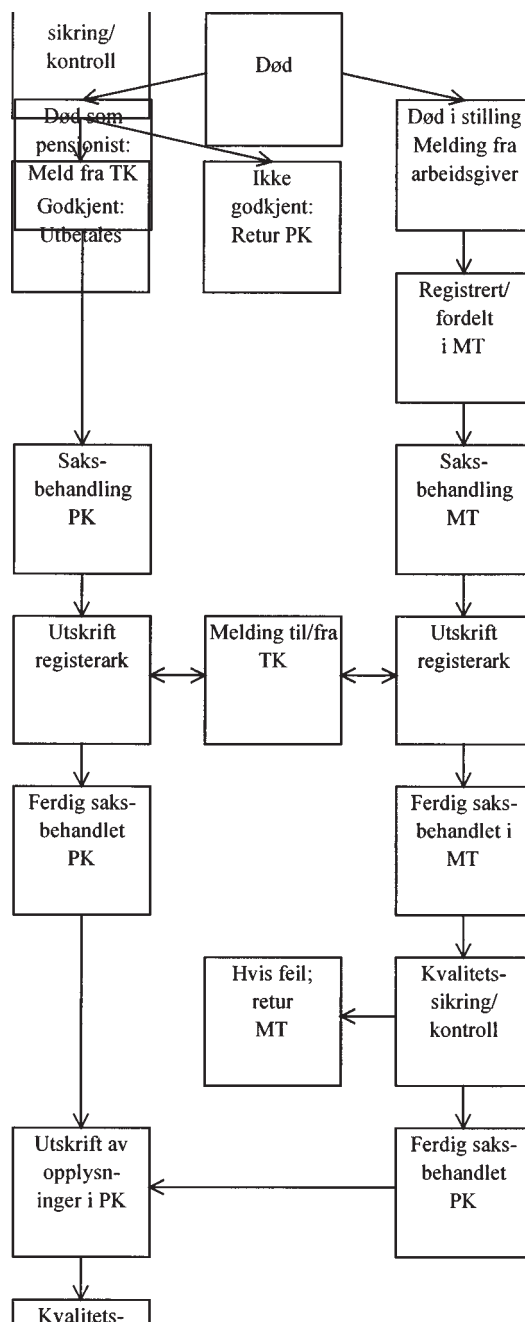 sikring/
kontroll
Død
Død som
pensjonist:
Meld fra TK
Godkjent:
Utbetales
Ikke
godkjent:
Retur PK
Død i stilling
Melding fra
arbeidsgiver
Registrert/
fordelt
i MT
Saks-
behandling
PK
Saks-
behandling
MT
Utskrift
registerark
Melding til/fra
TK
Utskrift
registerark
Ferdig saks-
behandlet
PK
Ferdig saks-
behandlet i
MT
Hvis feil;
retur
MT
Kvalitets-
sikring/
kontroll
Utskrift av
opplysn-
inger i PK
Ferdig saks-
behandlet
PK
Kvalitets-